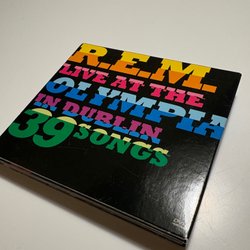 R.E.M.
LIVE AT THE
OLYMPIA
IN DUBLIN
39 SONGS